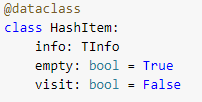 @dataclass
class HashItem:
    info: TInfo
    empty: bool = True
    visit: bool = False